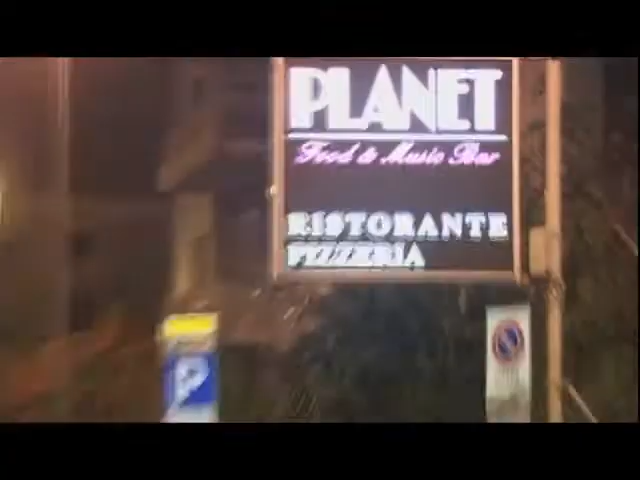 PLANET
Food & Music Bar
RISTORANTE
PIZZERIA
P